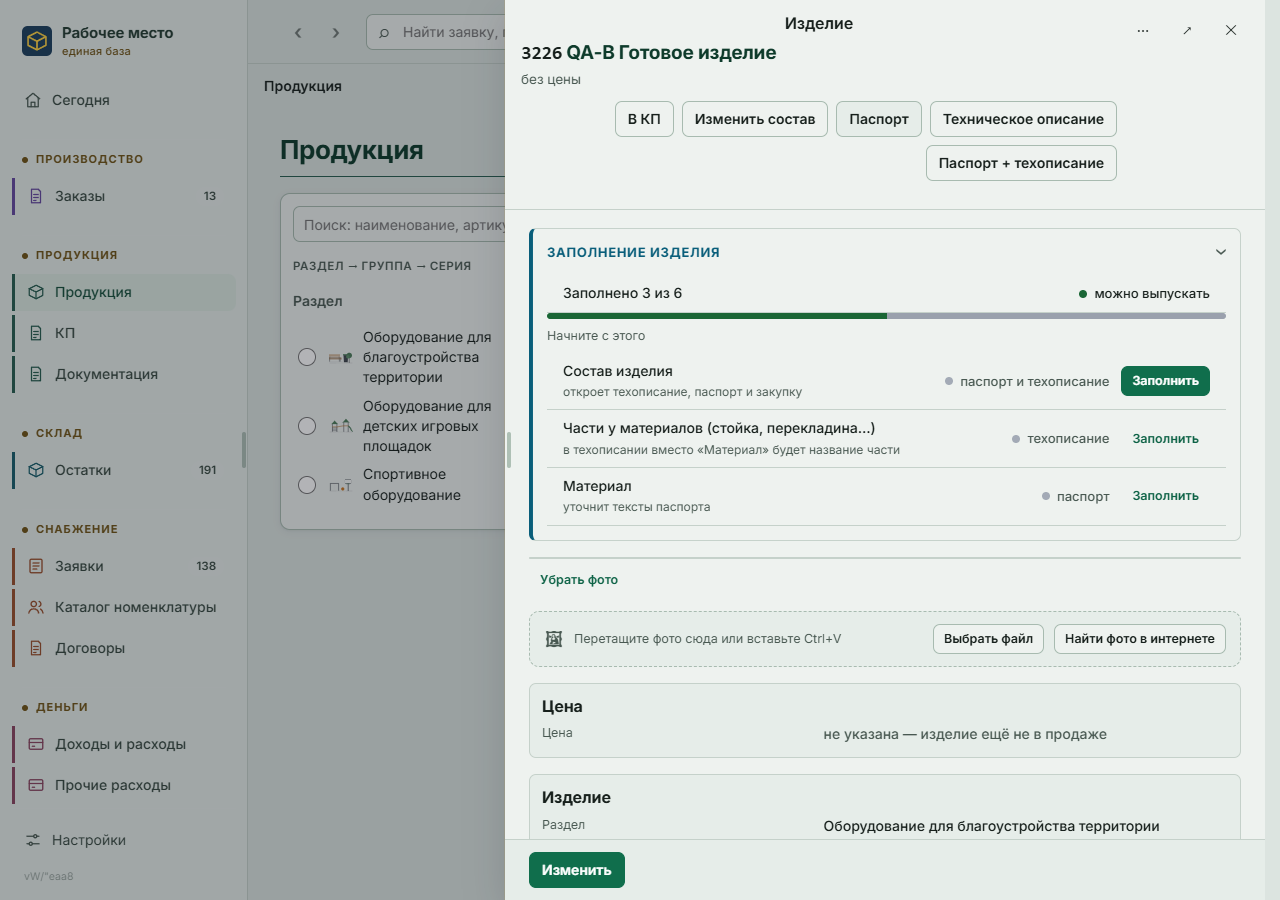 Рабочее место
единая база
Сегодня
ПРОИЗВОДСТВО
Заказы 13
ПРОДУКЦИЯ
Продукция
КП
Документация
СКЛАД
Остатки 191
СНАБЖЕНИЕ
Заявки 138
Каталог номенклатуры
Договоры
ДЕНЬГИ
Доходы и расходы
Прочие расходы
Настройки
vW/"eaa8
Найти заявку,
Продукция
Продукция
Поиск: наименование,
РАЗДЕЛ → ГРУППА → СЕРИЯ
Раздел
Оборудование для
благоустройства
территории
Оборудование для
детских игровых
площадок
Спортивное
оборудование
Изделие
3226 QA-B Готовое изделие
без цены
В КП Изменить состав Паспорт Техническое описание
Паспорт + техописание
ЗАПОЛНЕНИЕ ИЗДЕЛИЯ
Заполнено 3 из 6 можно выпускать
Начните с этого
Состав изделия
откроет техописание, паспорт и закупку
паспорт и техописание Заполнить
Части у материалов (стойка, перекладина...)
в техописании вместо «Материал» будет название части
техописание Заполнить
Материал
уточнит тексты паспорта
паспорт Заполнить
Убрать фото
Перетащите фото сюда или вставьте Ctrl+V Выбрать файл Найти фото в интернете
Цена
Цена не указана — изделие ещё не в продаже
Изделие
Раздел Оборудование для благоустройства территории
Изменить